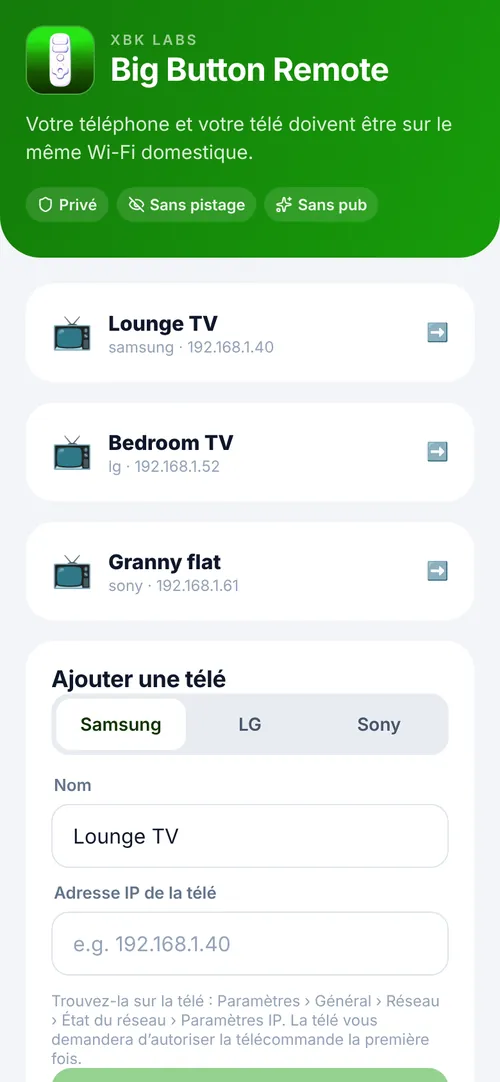 XBK LABS
Big Button Remote
Votre téléphone et votre télé doivent être sur le
même Wi-Fi domestique.
Privé
Sans pistage
Sans pub
Lounge TV
samsung · 192.168.1.40
Bedroom TV
lg · 192.168.1.52
Granny flat
sony · 192.168.1.61
Ajouter une télé
Samsung
LG
Sony
Nom
Lounge TV
Adresse IP de la télé
e.g. 192.168.1.40
Trouvez-la sur la télé : Paramètres › Général › Réseau
› État du réseau › Paramètres IP. La télé vous
demandera d’autoriser la télécommande la première
fois.